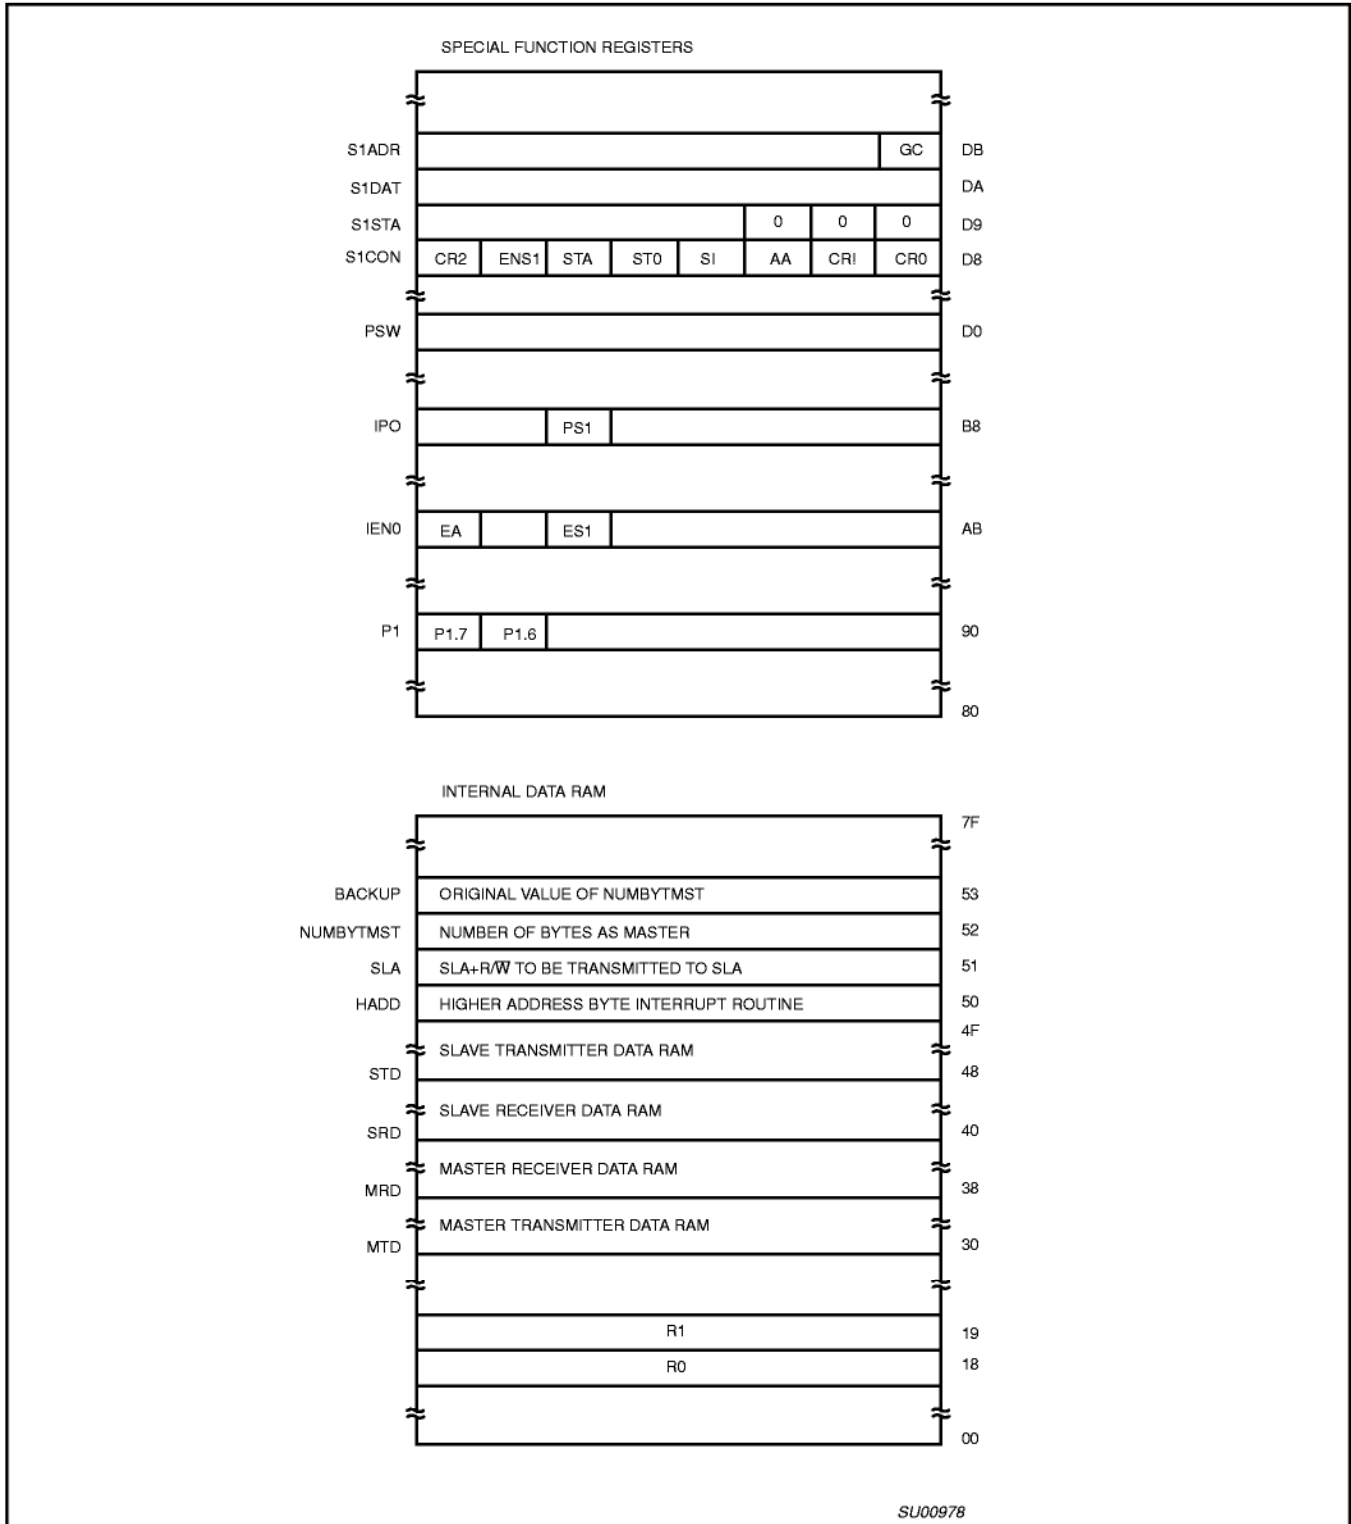 SPECIAL FUNCTION REGISTERS
S1ADR GC DB
S1DAT DA
S1STA 0 0 0 D9
S1CON CR2 ENS1 STA ST0 SI AA CR! CR0 D8
PSW D0
IPO PS1 B8
IEN0 EA ES1 AB
P1 P1.7 P1.6 90
80
INTERNAL DATA RAM
7F
BACKUP ORIGINAL VALUE OF NUMBYTMST 53
NUMBYTMST NUMBER OF BYTES AS MASTER 52
SLA SLA+R/W̅ TO BE TRANSMITTED TO SLA 51
HADD HIGHER ADDRESS BYTE INTERRUPT ROUTINE 50
4F
SLAVE TRANSMITTER DATA RAM
STD 48
SLAVE RECEIVER DATA RAM
SRD 40
MASTER RECEIVER DATA RAM
MRD 38
MASTER TRANSMITTER DATA RAM
MTD 30
R1 19
R0 18
00
SU00978